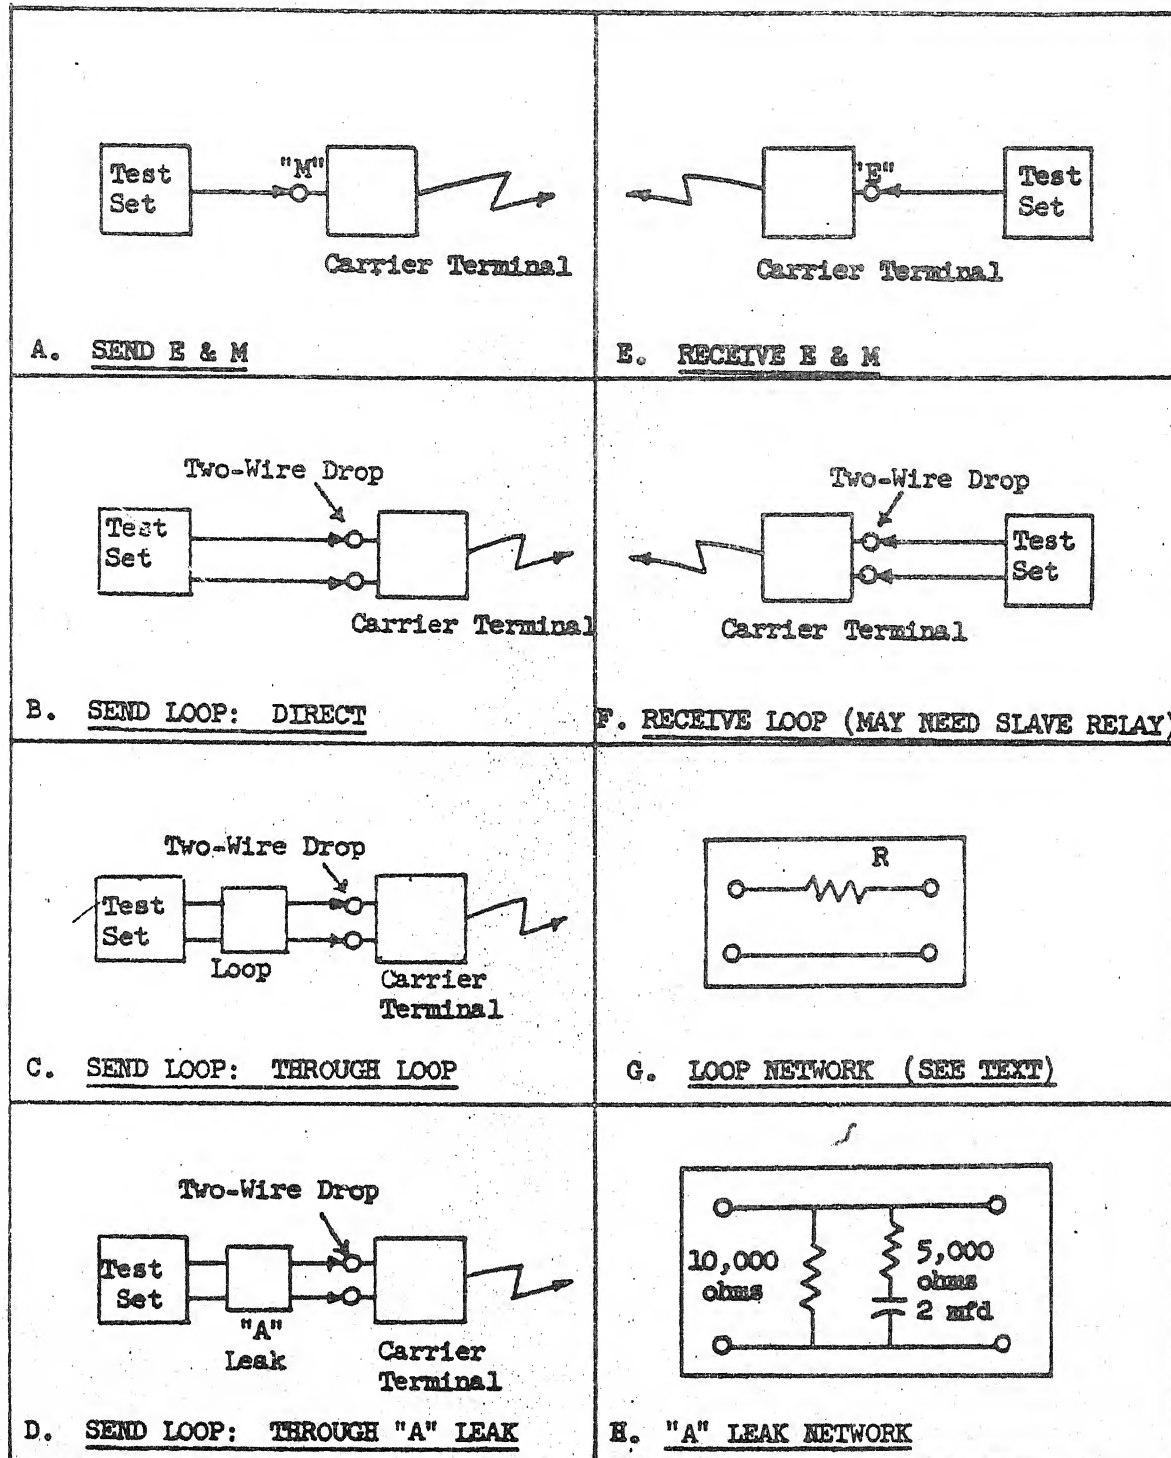 Test
Set
"M"
Carrier Terminal
A. SEND E & M
'E"
Test
Set
Carrier Terminal
E. RECEIVE E & M
Two-Wire Drop
Test
Set
Carrier Terminal
B. SEND LOOP: DIRECT
Two-Wire Drop
Test
Set
Carrier Terminal
F. RECEIVE LOOP (MAY NEED SLAVE RELAY)
Two-Wire Drop
Test
Set
Loop
Carrier
Terminal
C. SEND LOOP: THROUGH LOOP
R
G. LOOP NETWORK (SEE TEXT)
Two-Wire Drop
Test
Set
"A"
Leak
Carrier
Terminal
D. SEND LOOP: THROUGH "A" LEAK
10,000
ohms
5,000
ohms
2 mfd
H. "A" LEAK NETWORK